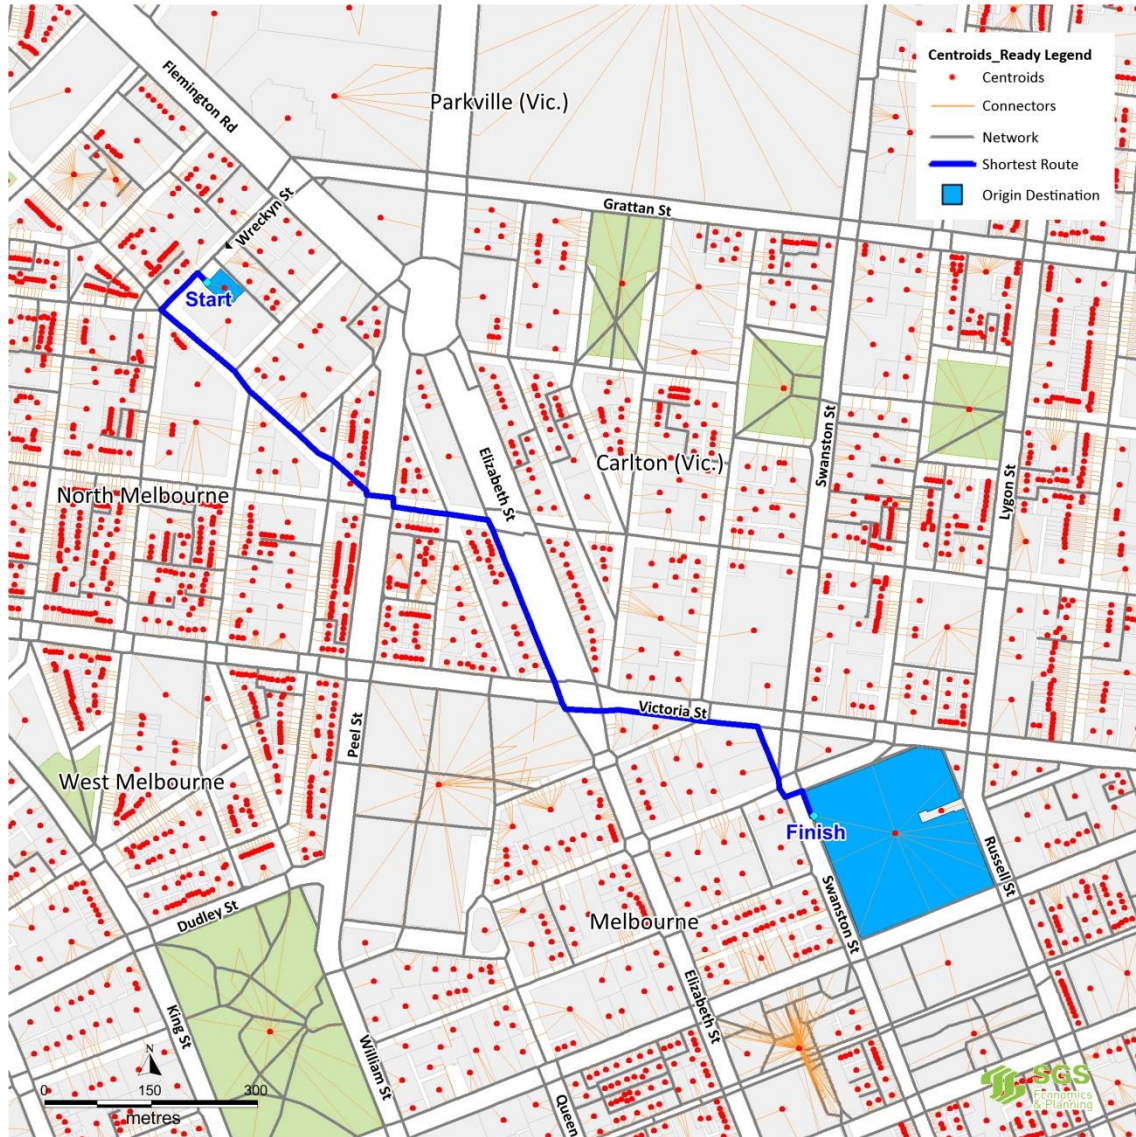 Centroids_Ready Legend
Centroids
Connectors
Network
Shortest Route
Origin Destination
Flemington Rd
Parkville (Vic.)
Grattan St
Wreckyn St
Start
Elizabeth St
Carlton (Vic.)
Swanston St
Lygon St
North Melbourne
Victoria St
Peel St
West Melbourne
Finish
Russell St
Dudley St
Melbourne
Swanston St
Elizabeth St
King St
William St
Queen
N
0 150 300
metres
SGS
Economics
& Planning